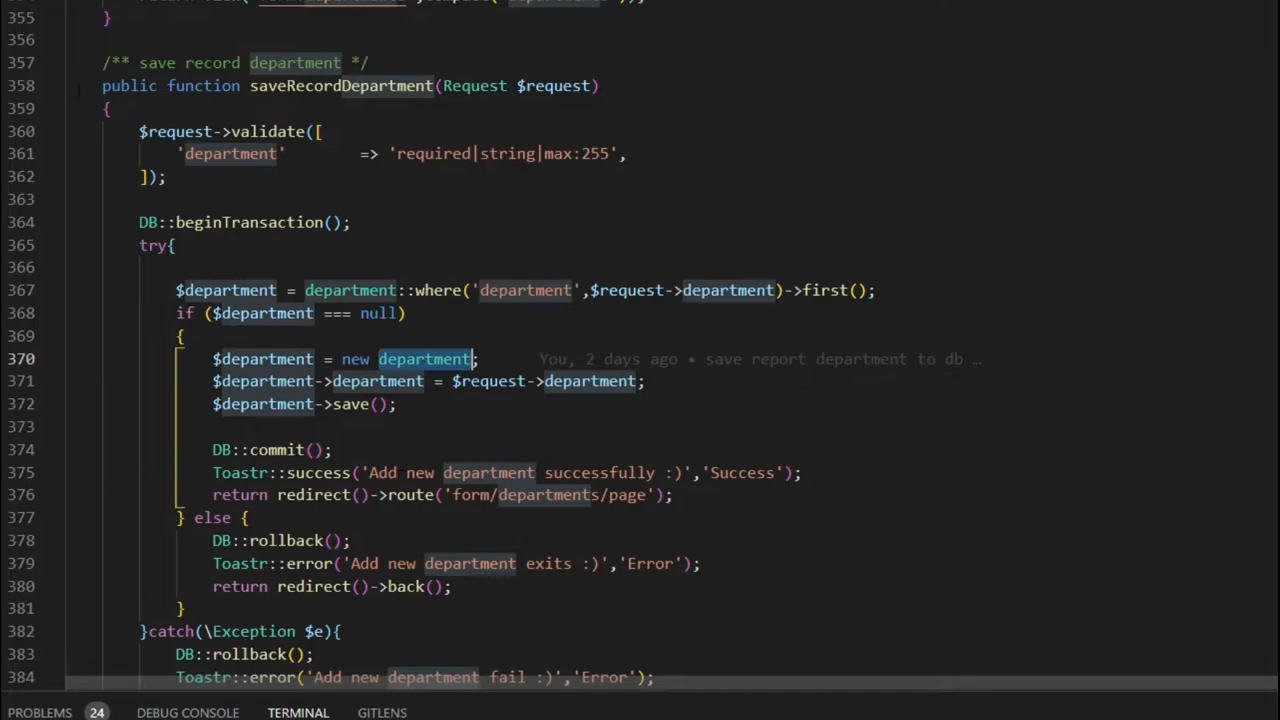 355 }
356
357 /** save record department */
358 public function saveRecordDepartment(Request $request)
359 {
360 $request->validate([
361 'department' => 'required|string|max:255',
362 ]);
363
364 DB::beginTransaction();
365 try{
366
367 $department = department::where('department',$request->department)->first();
368 if ($department === null)
369 {
370 $department = new department; You, 2 days ago • save report department to db …
371 $department->department = $request->department;
372 $department->save();
373
374 DB::commit();
375 Toastr::success('Add new department successfully :)','Success');
376 return redirect()->route('form/departments/page');
377 } else {
378 DB::rollback();
379 Toastr::error('Add new department exits :)','Error');
380 return redirect()->back();
381 }
382 }catch(\Exception $e){
383 DB::rollback();
384 Toastr::error('Add new department fail :)','Error');
PROBLEMS 24 DEBUG CONSOLE TERMINAL GITLENS